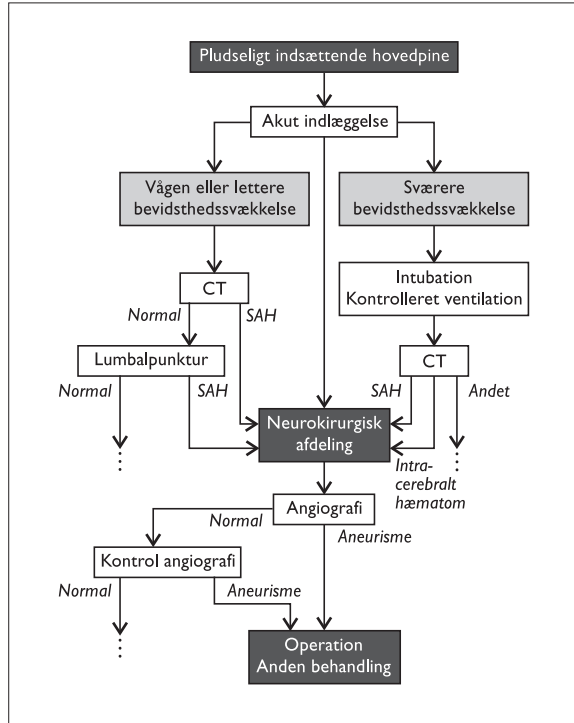 Pludseligt indsættende hovedpine
Akut indlæggelse
Vågen eller lettere
bevidsthedssvækkelse
Sværere
bevidsthedssvækkelse
CT
Intubation
Kontrolleret ventilation
Normal
SAH
Lumbalpunktur
CT
Normal
SAH
SAH
Andet
Neurokirurgisk
afdeling
Intra-
cerebralt
hæmatom
Angiografi
Normal
Aneurisme
Kontrol angiografi
Normal
Aneurisme
Operation
Anden behandling